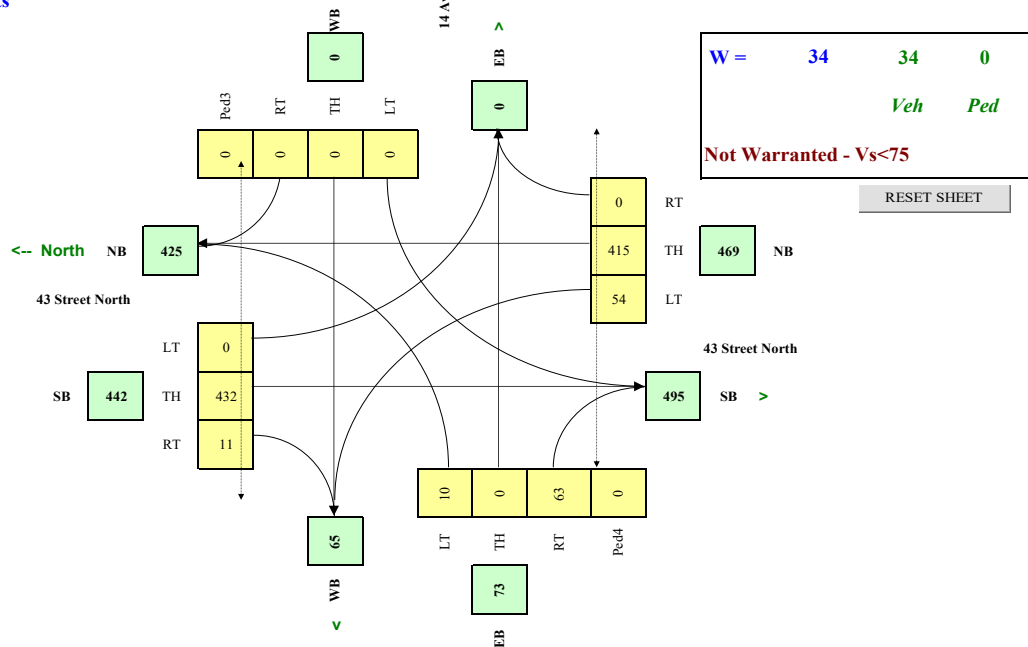 WB
0
EB
0
Ped3
RT
TH
LT
0
0
0
0
W = 34 34 0
Veh Ped
Not Warranted - Vs<75
RESET SHEET
0 RT
<-- North NB 425
415 TH 469 NB
43 Street North
54 LT
LT 0
43 Street North
SB 442 TH 432
495 SB >
RT 11
10
0
63
0
65
LT
TH
RT
Ped4
WB
73
EB